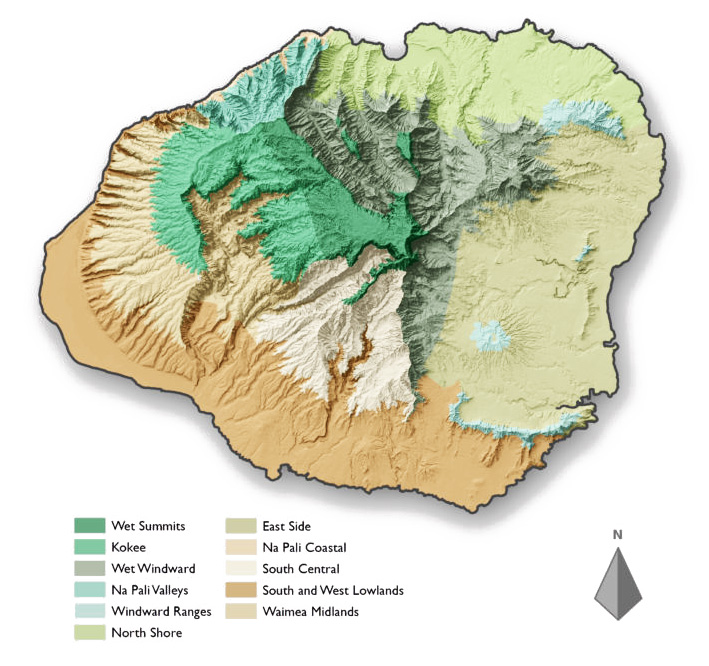 Wet Summits
Kokee
Wet Windward
Na Pali Valleys
Windward Ranges
North Shore
East Side
Na Pali Coastal
South Central
South and West Lowlands
Waimea Midlands
N